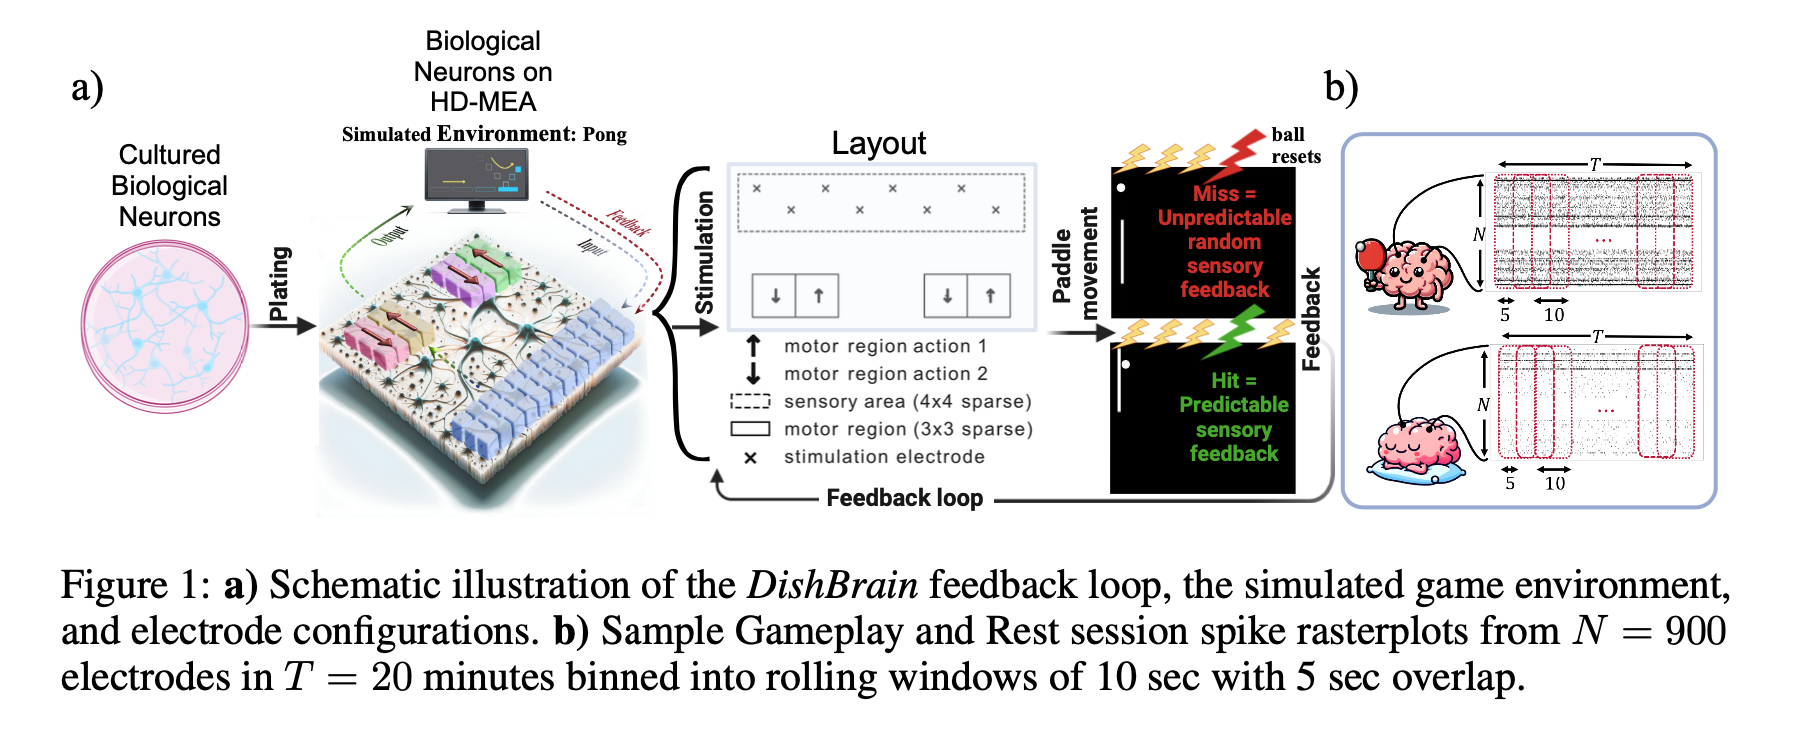 a)
Cultured
Biological
Neurons
Plating
Biological
Neurons on
HD-MEA
Simulated Environment: Pong
Output
Feedback
Input
Stimulation
Layout
motor region action 1
motor region action 2
sensory area (4x4 sparse)
motor region (3x3 sparse)
stimulation electrode
Feedback loop
Paddle
movement
ball
resets
Miss =
Unpredictable
random
sensory
feedback
Hit =
Predictable
sensory
feedback
Feedback
b)
T
N
...
5 10
T
N
...
5 10
Figure 1: a) Schematic illustration of the DishBrain feedback loop, the simulated game environment,
and electrode configurations. b) Sample Gameplay and Rest session spike rasterplots from N = 900
electrodes in T = 20 minutes binned into rolling windows of 10 sec with 5 sec overlap.